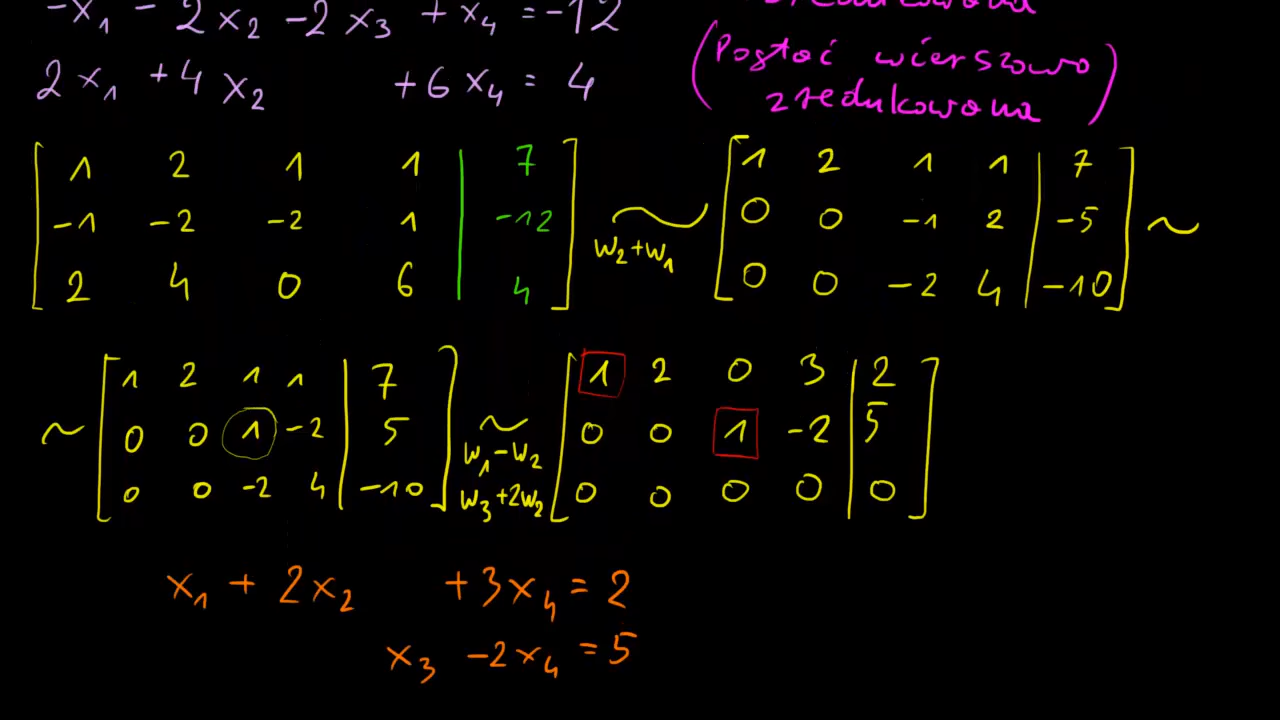 -x₁ - 2x₂ - 2x₃ + x₄ = -12
2x₁ + 4x₂ + 6x₄ = 4
(Postać wierszowo
zredukowana)
[ 1 2 1 1 | 7 ] [ 1 2 1 1 | 7 ]
[ -1 -2 -2 1 | -12 ] ~ [ 0 0 -1 2 | -5 ] ~
w₂+w₁
[ 2 4 0 6 | 4 ] [ 0 0 -2 4 | -10 ]
[ 1 2 1 1 | 7 ] [ 1 2 0 3 | 2 ]
~ [ 0 0 1 -2 | 5 ] ~ [ 0 0 1 -2 | 5 ]
w₁-w₂
w₃+2w₂
[ 0 0 -2 4 | -10 ] [ 0 0 0 0 | 0 ]
x₁ + 2x₂ + 3x₄ = 2
x₃ - 2x₄ = 5